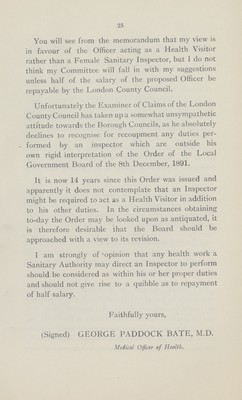 28
You will see from the memorandum that my view is
in favour of the Officer acting as a Health Visitor
rather than a Female Sanitary Inspector, but I do not
think my Committee will fall in with my suggestions
unless half of the salary of the proposed Officer be
repayable by the London County Council.
Unfortunately the Examiner of Claims of the London
County Council has taken up a somewhat unsympathetic
attitude towards the Borough Councils, as he absolutely
declines to recognise for recoupment any duties per-
formed by an inspector which are outside his
own rigid interpretation of the Order of the Local
Government Board of the 8th December, 1891.
It is now 14 years since this Order was issued and
apparently it does not contemplate that an Inspector
might be required to act as a Health Visitor in addition
to his other duties. In the circumstances obtaining
to-day the Order may be looked upon as antiquated, it
is therefore desirable that the Board should be
approached with a view to its revision.
I am strongly of opinion that any health work a
Sanitary Authority may direct an Inspector to perform
should be considered as within his or her proper duties
and should not give rise to a quibble as to repayment
of half salary.
Faithfully yours,
(Signed) GEORGE PADDOCK BATE, M.D.
Medical Officer of Health.